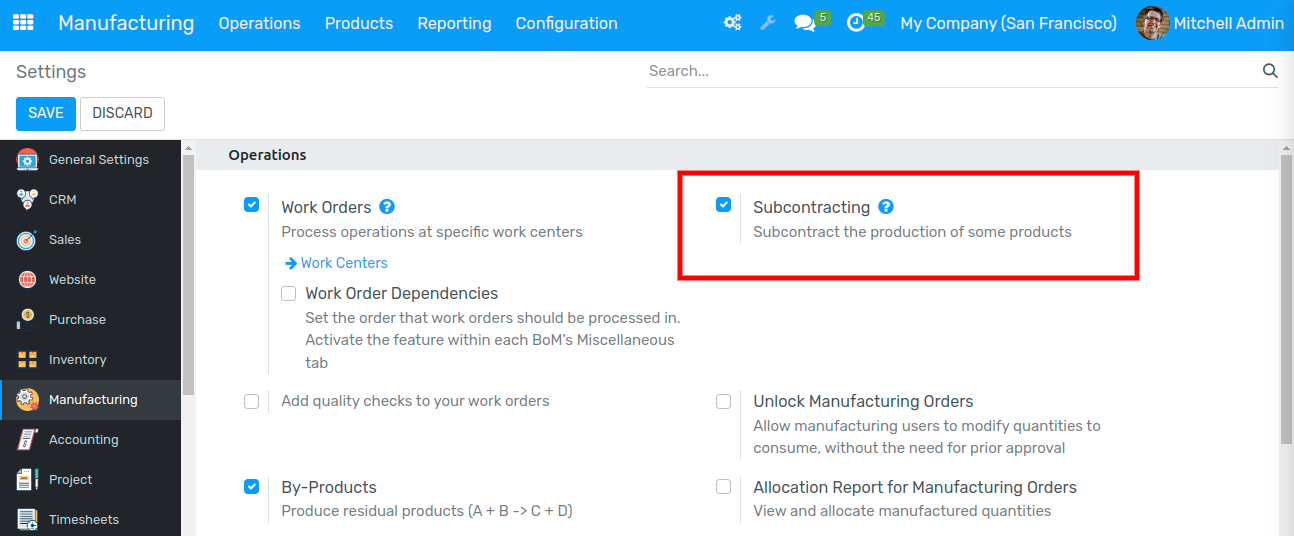 Manufacturing Operations Products Reporting Configuration 5 45 My Company (San Francisco) Mitchell Admin
Settings
Search...
SAVE DISCARD
General Settings
CRM
Sales
Website
Purchase
Inventory
Manufacturing
Accounting
Project
Timesheets
Operations
Work Orders ?
Process operations at specific work centers
Work Centers
Work Order Dependencies
Set the order that work orders should be processed in.
Activate the feature within each BoM's Miscellaneous
tab
Subcontracting ?
Subcontract the production of some products
Add quality checks to your work orders
Unlock Manufacturing Orders
Allow manufacturing users to modify quantities to
consume, without the need for prior approval
By-Products
Produce residual products (A + B -> C + D)
Allocation Report for Manufacturing Orders
View and allocate manufactured quantities